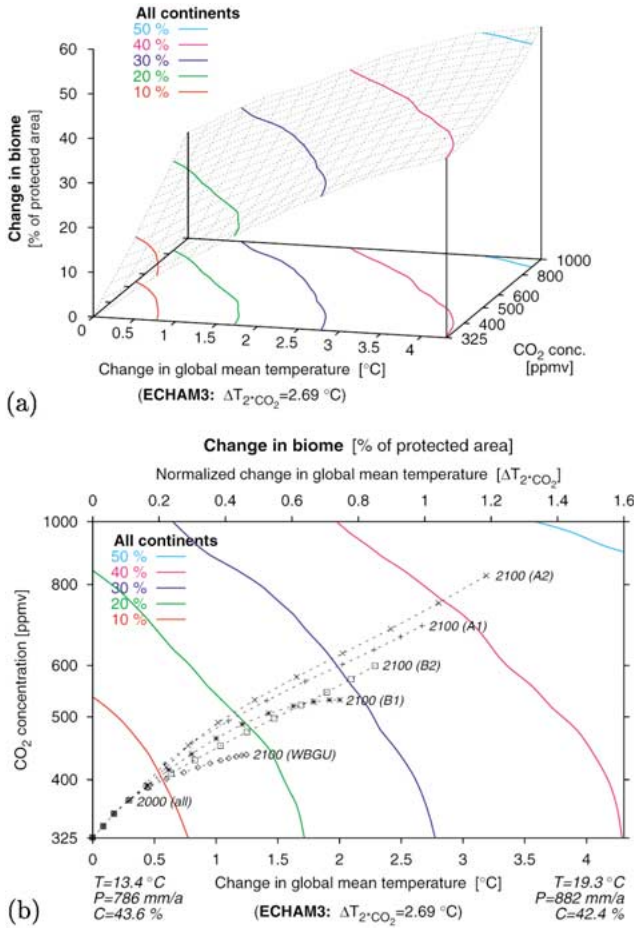 All continents
50 %
40 %
30 %
20 %
10 %
Change in biome
[% of protected area]
60
50
40
30
20
10
0
0
0.5
1
1.5
2
2.5
3
3.5
4
325
400
500
600
800
1000
CO2 conc.
[ppmv]
Change in global mean temperature [°C]
(ECHAM3: ΔT2*CO2=2.69 °C)
(a)
Change in biome [% of protected area]
Normalized change in global mean temperature [ΔT2*CO2]
0 0.2 0.4 0.6 0.8 1 1.2 1.4 1.6
CO2 concentration [ppmv]
1000
800
600
500
400
325
All continents
50 %
40 %
30 %
20 %
10 %
2100 (A2)
2100 (A1)
2100 (B2)
2100 (B1)
2100 (WBGU)
2000 (all)
0 0.5 1 1.5 2 2.5 3 3.5 4
T=13.4 °C
P=786 mm/a
C=43.6 %
Change in global mean temperature [°C]
(ECHAM3: ΔT2*CO2=2.69 °C)
T=19.3 °C
P=882 mm/a
C=42.4 %
(b)